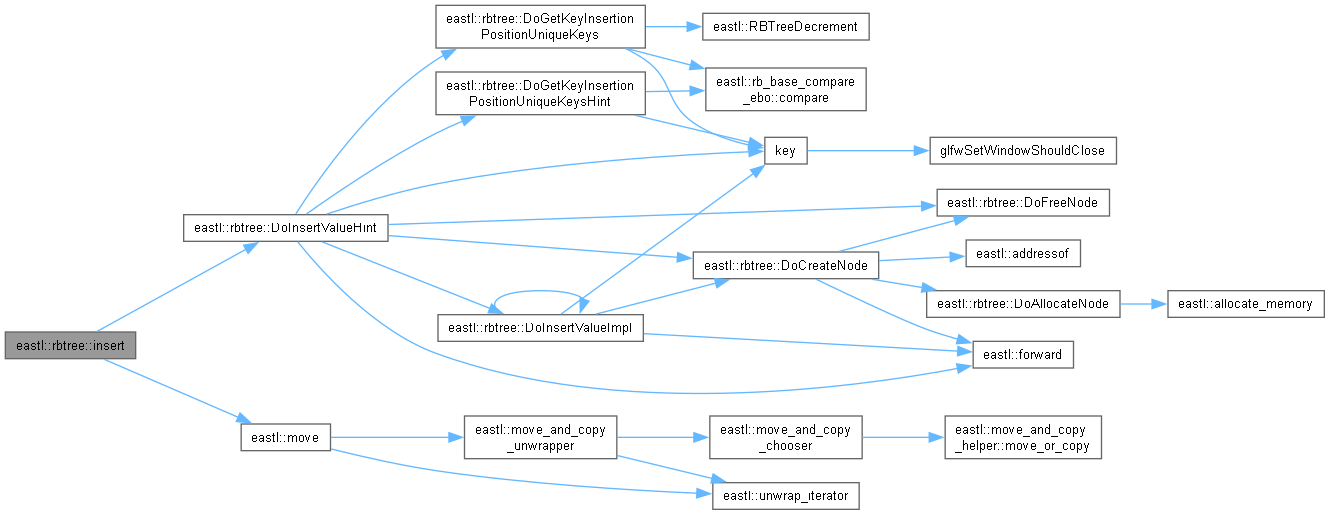 eastl::rbtree::DoGetKeyInsertion
PositionUniqueKeys
eastl::RBTreeDecrement
eastl::rb_base_compare
_ebo::compare
eastl::rbtree::DoGetKeyInsertion
PositionUniqueKeysHint
key
glfwSetWindowShouldClose
eastl::rbtree::DoInsertValueHint
eastl::rbtree::DoFreeNode
eastl::addressof
eastl::rbtree::DoCreateNode
eastl::rbtree::DoAllocateNode
eastl::allocate_memory
eastl::rbtree::DoInsertValueImpl
eastl::rbtree::insert
eastl::forward
eastl::move
eastl::move_and_copy
_unwrapper
eastl::move_and_copy
_chooser
eastl::move_and_copy
_helper::move_or_copy
eastl::unwrap_iterator